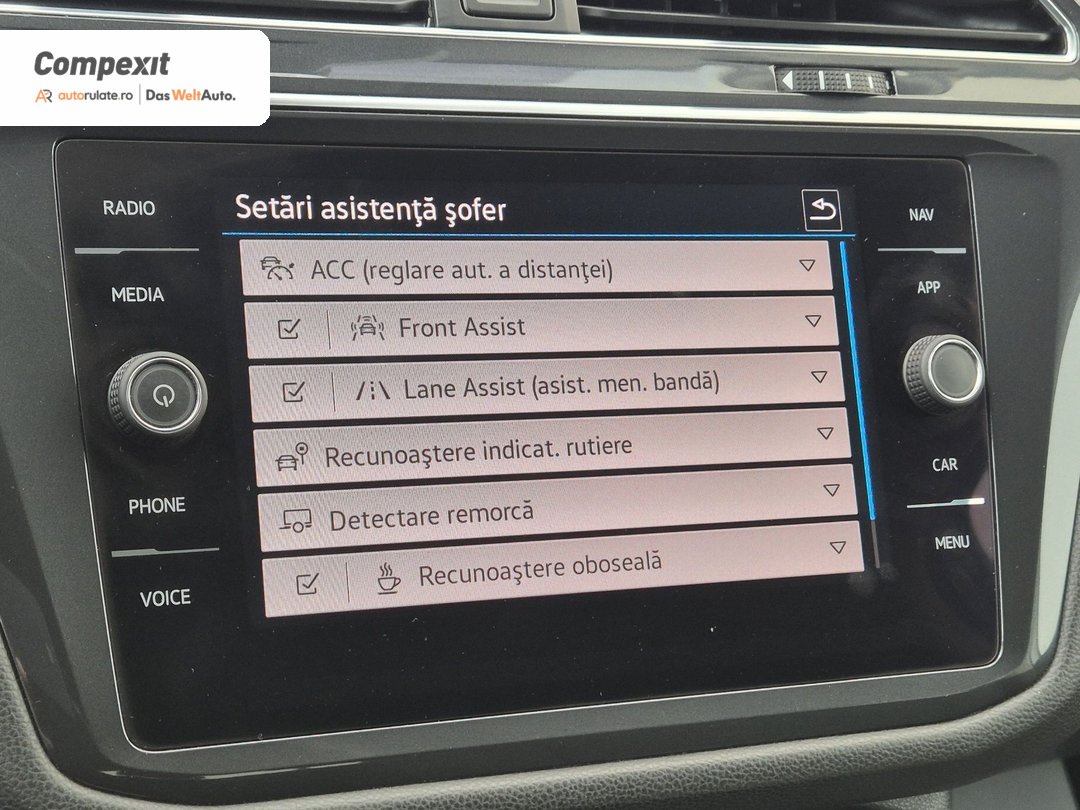 Compexit
AR autorulate.ro | Das WeltAuto.
RADIO
MEDIA
PHONE
VOICE
Setări asistenţă şofer
ACC (reglare aut. a distanţei)
Front Assist
Lane Assist (asist. men. bandă)
Recunoaştere indicat. rutiere
Detectare remorcă
Recunoaştere oboseală
NAV
APP
CAR
MENU